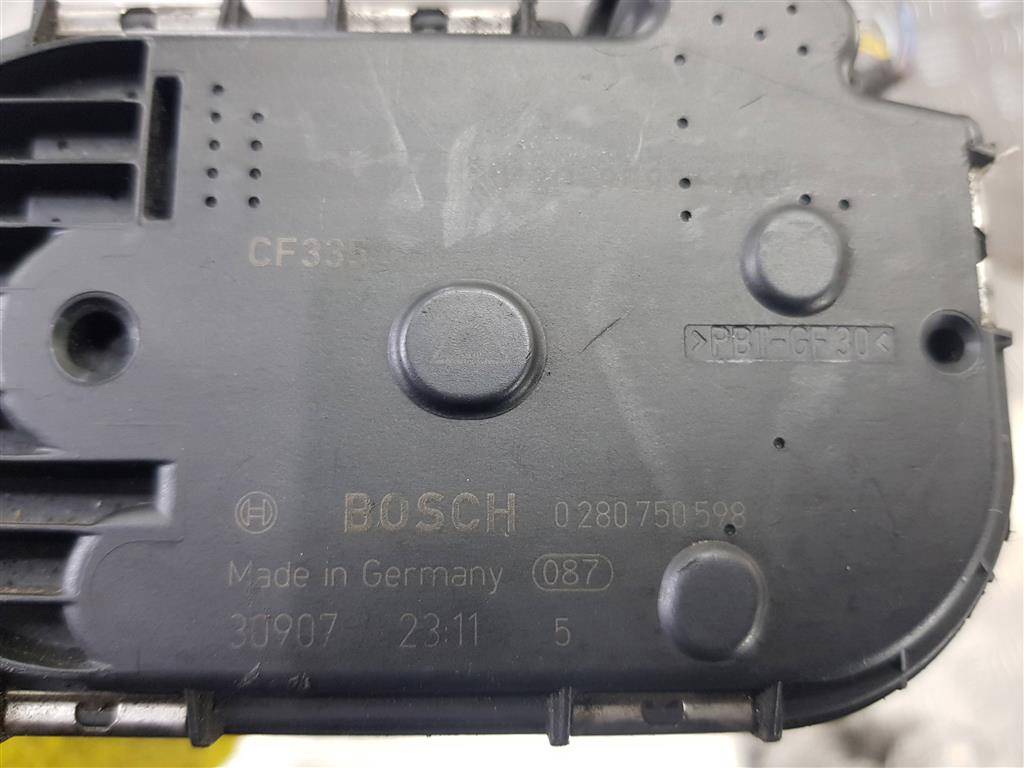 CF335
>PBT-GF30<
BOSCH 0 280 750 598
Made in Germany 087
30907 23:11 5